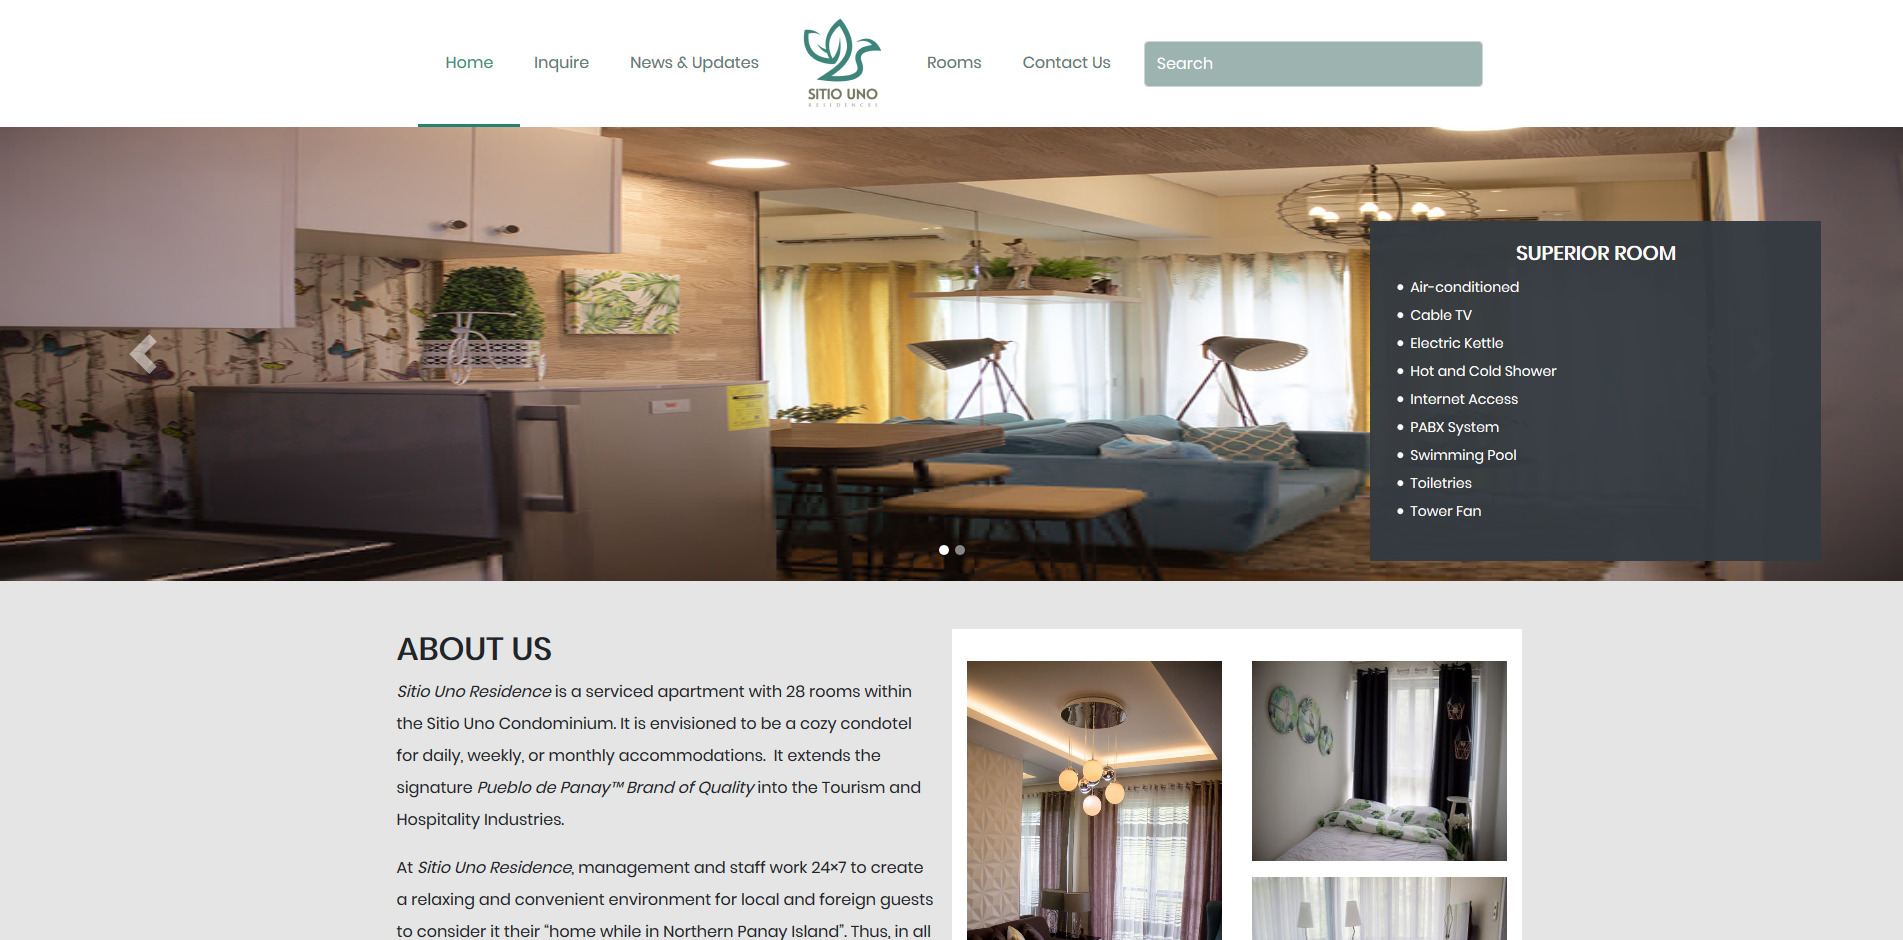 Home
Inquire
News & Updates
SITIO UNO
RESIDENCES
Rooms
Contact Us
Search
SUPERIOR ROOM
Air-conditioned
Cable TV
Electric Kettle
Hot and Cold Shower
Internet Access
PABX System
Swimming Pool
Toiletries
Tower Fan
ABOUT US
Sitio Uno Residence is a serviced apartment with 28 rooms within
the Sitio Uno Condominium. It is envisioned to be a cozy condotel
for daily, weekly, or monthly accommodations.  It extends the
signature Pueblo de Panay™ Brand of Quality into the Tourism and
Hospitality Industries.
At Sitio Uno Residence, management and staff work 24×7 to create
a relaxing and convenient environment for local and foreign guests
to consider it their “home while in Northern Panay Island”. Thus, in all